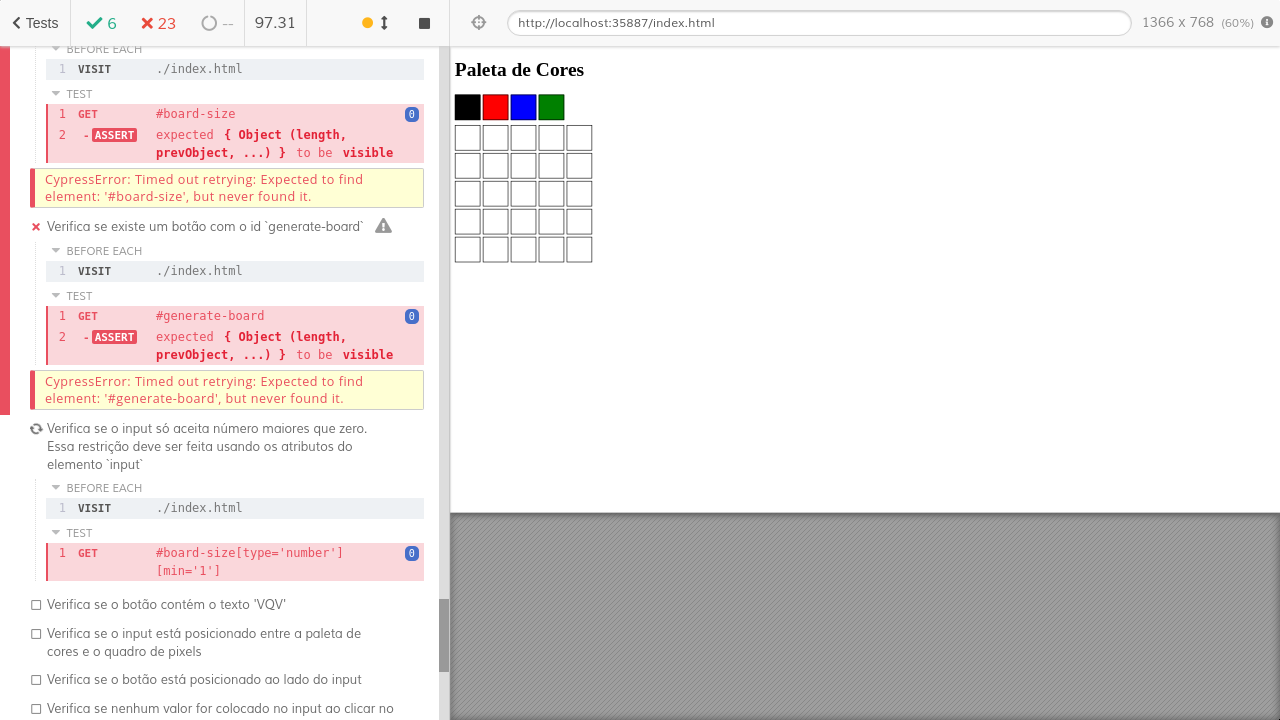 Tests 6 23 -- 97.31 http://localhost:35887/index.html 1366 x 768 (60%)
BEFORE EACH
1 VISIT ./index.html
TEST
1 GET #board-size 0
2 -ASSERT expected { Object (length,
prevObject, ...) } to be visible
CypressError: Timed out retrying: Expected to find
element: '#board-size', but never found it.
Verifica se existe um botão com o id `generate-board`
BEFORE EACH
1 VISIT ./index.html
TEST
1 GET #generate-board 0
2 -ASSERT expected { Object (length,
prevObject, ...) } to be visible
CypressError: Timed out retrying: Expected to find
element: '#generate-board', but never found it.
Verifica se o input só aceita número maiores que zero.
Essa restrição deve ser feita usando os atributos do
elemento `input`
BEFORE EACH
1 VISIT ./index.html
TEST
1 GET #board-size[type='number'] 0
[min='1']
Verifica se o botão contém o texto 'VQV'
Verifica se o input está posicionado entre a paleta de
cores e o quadro de pixels
Verifica se o botão está posicionado ao lado do input
Verifica se nenhum valor for colocado no input ao clicar no
Paleta de Cores